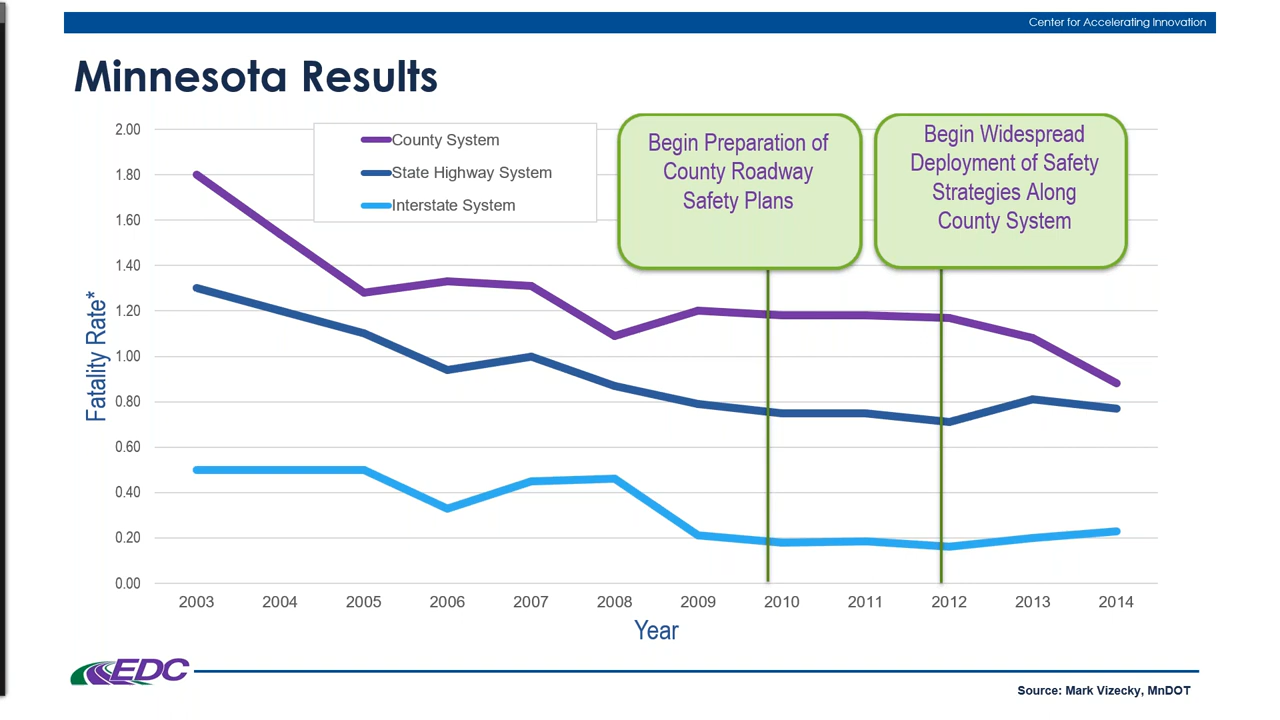 Center for Accelerating Innovation
Minnesota Results
2.00
1.80
1.60
1.40
1.20
1.00
0.80
0.60
0.40
0.20
0.00
Fatality Rate*
County System
State Highway System
Interstate System
Begin Preparation of
County Roadway
Safety Plans
Begin Widespread
Deployment of Safety
Strategies Along
County System
2003 2004 2005 2006 2007 2008 2009 2010 2011 2012 2013 2014
Year
EDC
Source: Mark Vizecky, MnDOT